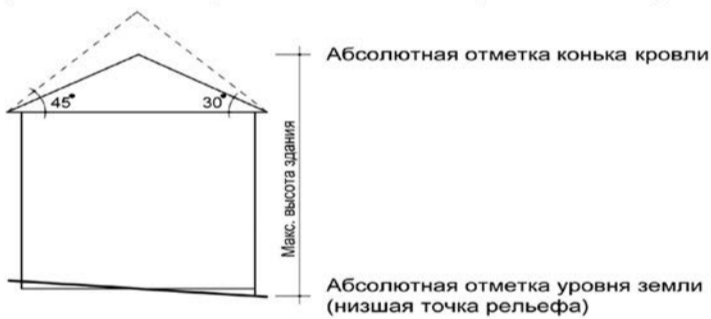 Абсолютная отметка конька кровли
45°
30°
Макс. высота здания
Абсолютная отметка уровня земли
(низшая точка рельефа)